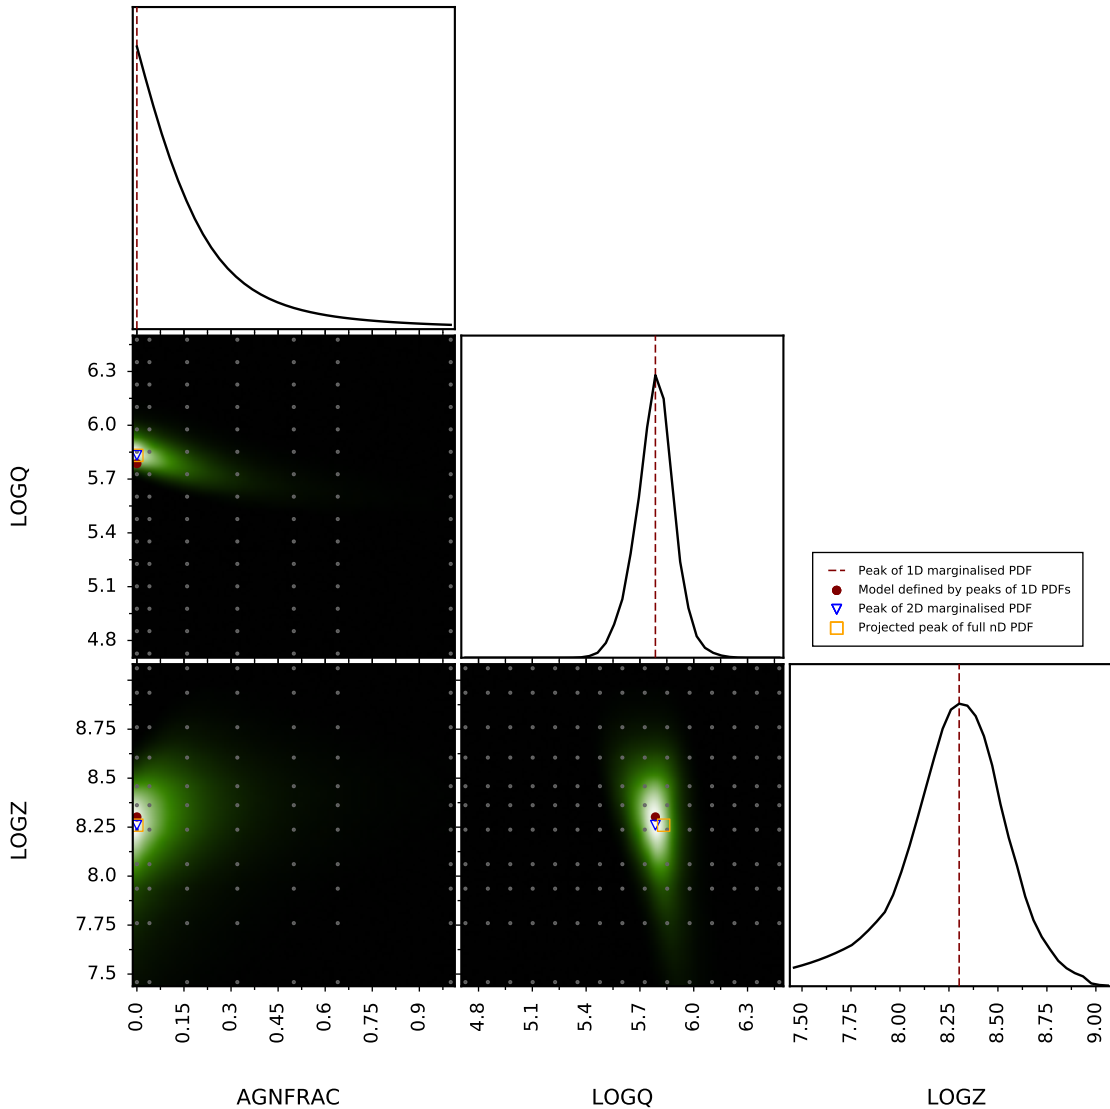 6.3
6.0
5.7
5.4
5.1
4.8
LOGQ
Peak of 1D marginalised PDF
Model defined by peaks of 1D PDFs
Peak of 2D marginalised PDF
Projected peak of full nD PDF
8.75
8.5
8.25
8.0
7.75
7.5
LOGZ
0.0 0.15 0.3 0.45 0.6 0.75 0.9
4.8 5.1 5.4 5.7 6.0 6.3
7.50 7.75 8.00 8.25 8.50 8.75 9.00
AGNFRAC LOGQ LOGZ